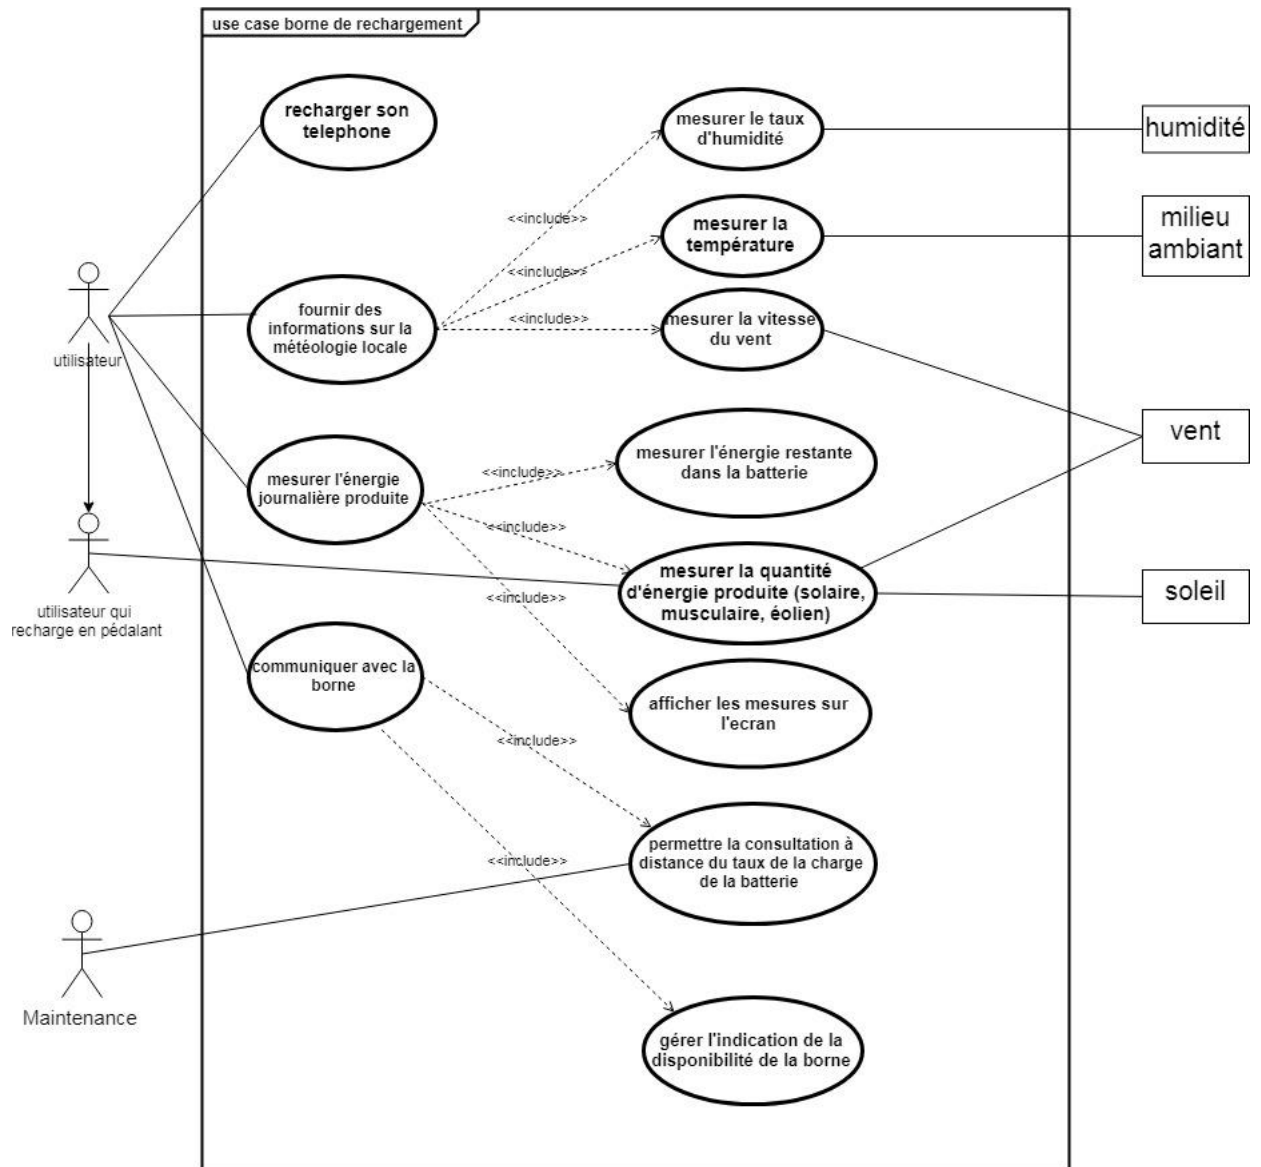 use case borne de rechargement
recharger son
telephone
mesurer le taux
d'humidité
humidité
<<include>>
mesurer la
température
milieu
ambiant
<<include>>
utilisateur
fournir des
informations sur la
météologie locale
<<include>>
mesurer la vitesse
du vent
vent
mesurer l'énergie
journalière produite
<<include>>
mesurer l'énergie restante
dans la batterie
<<include>>
mesurer la quantité
d'énergie produite (solaire,
musculaire, éolien)
soleil
<<include>>
utilisateur qui
recharge en pédalant
communiquer avec la
borne
afficher les mesures sur
l'ecran
<<include>>
permettre la consultation à
distance du taux de la charge
de la batterie
<<include>>
Maintenance
gérer l'indication de la
disponibilité de la borne